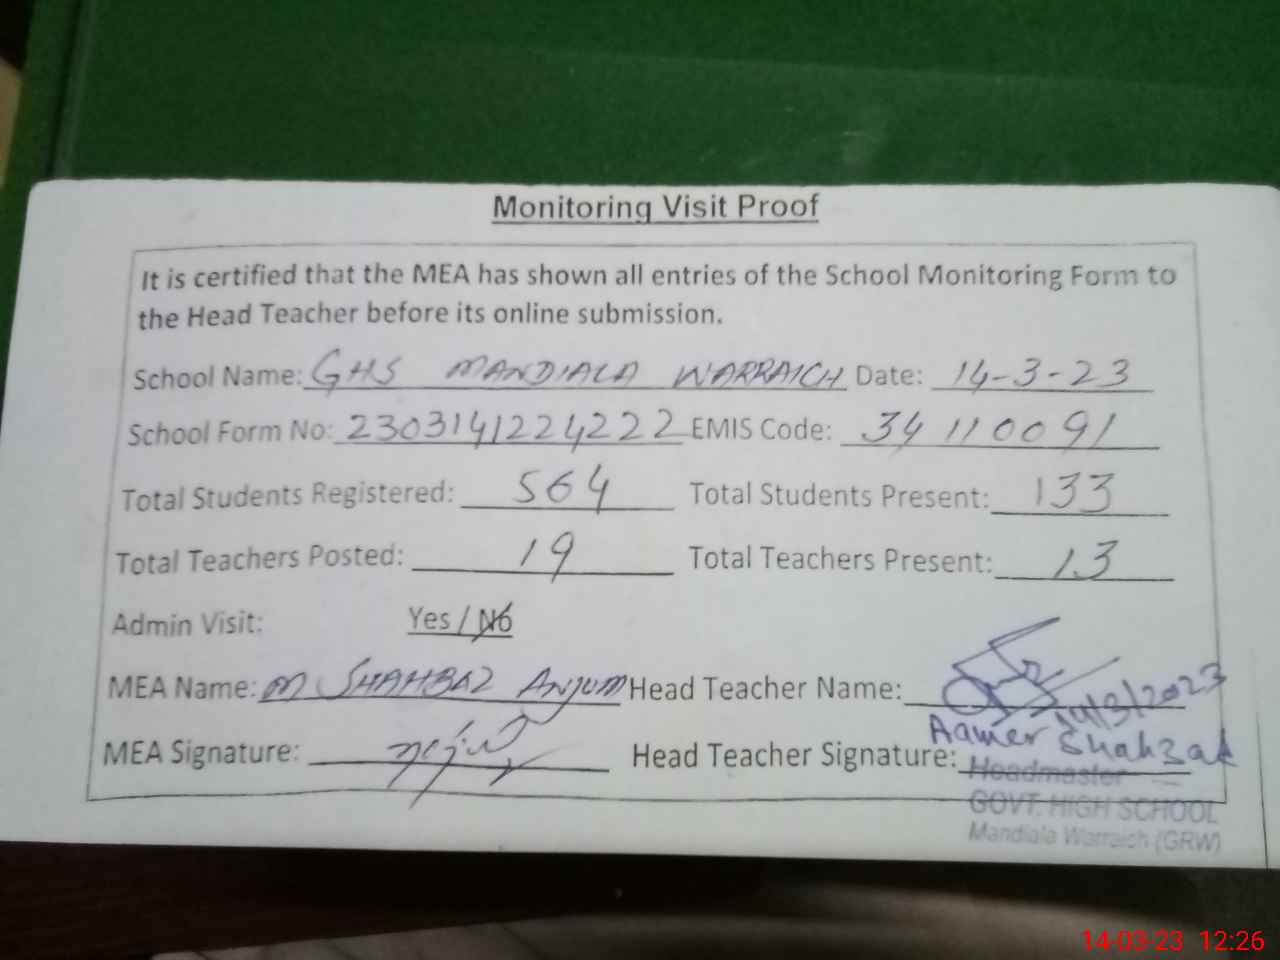 Monitoring Visit Proof
It is certified that the MEA has shown all entries of the School Monitoring Form to
the Head Teacher before its online submission.
School Name: GHS MANDIALA WARRAICH Date: 14-3-23
School Form No: 2303141224222 EMIS Code: 34110091
Total Students Registered: 564 Total Students Present: 133
Total Teachers Posted: 19 Total Teachers Present: 13
Admin Visit: Yes / No
MEA Name: M SHAHBAZ ANJUM Head Teacher Name: 14/3/2023
Aamer Shahzad
MEA Signature: Head Teacher Signature:
Headmaster
GOVT. HIGH SCHOOL
Mandiala Warraich (GRW)
14-03-23 12:26